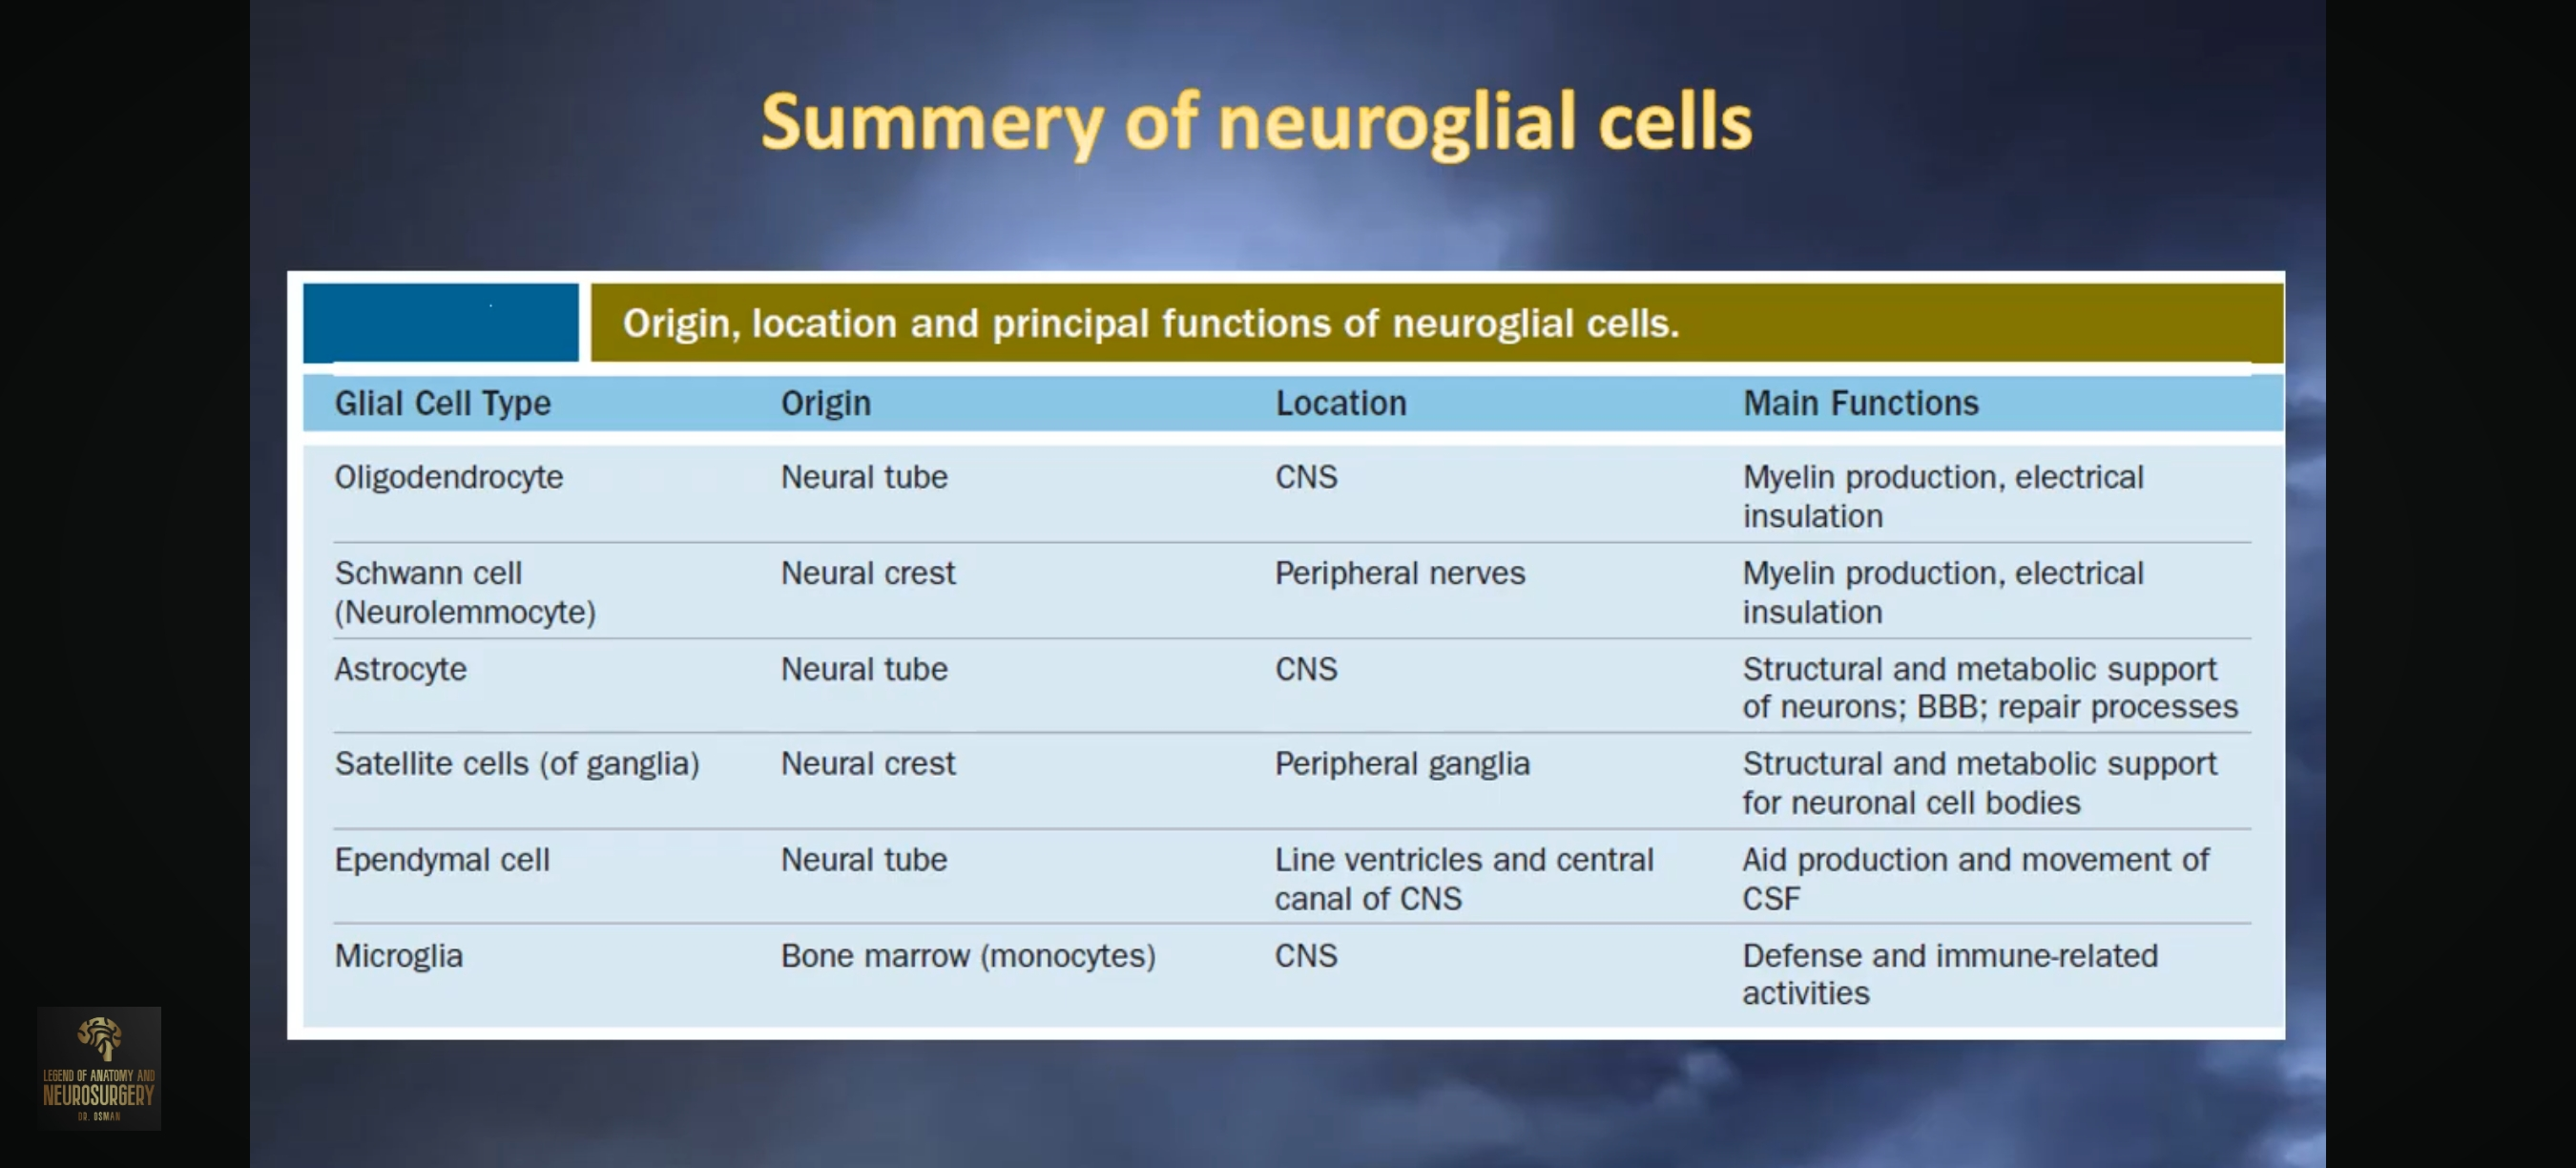 Summery of neuroglial cells
Origin, location and principal functions of neuroglial cells.
Glial Cell Type Origin Location Main Functions
Oligodendrocyte Neural tube CNS Myelin production, electrical
insulation
Schwann cell Neural crest Peripheral nerves Myelin production, electrical
(Neurolemmocyte) insulation
Astrocyte Neural tube CNS Structural and metabolic support
of neurons; BBB; repair processes
Satellite cells (of ganglia) Neural crest Peripheral ganglia Structural and metabolic support
for neuronal cell bodies
Ependymal cell Neural tube Line ventricles and central Aid production and movement of
canal of CNS CSF
Microglia Bone marrow (monocytes) CNS Defense and immune-related
activities
LEGEND OF ANATOMY AND
NEUROSURGERY
DR. OSMAN